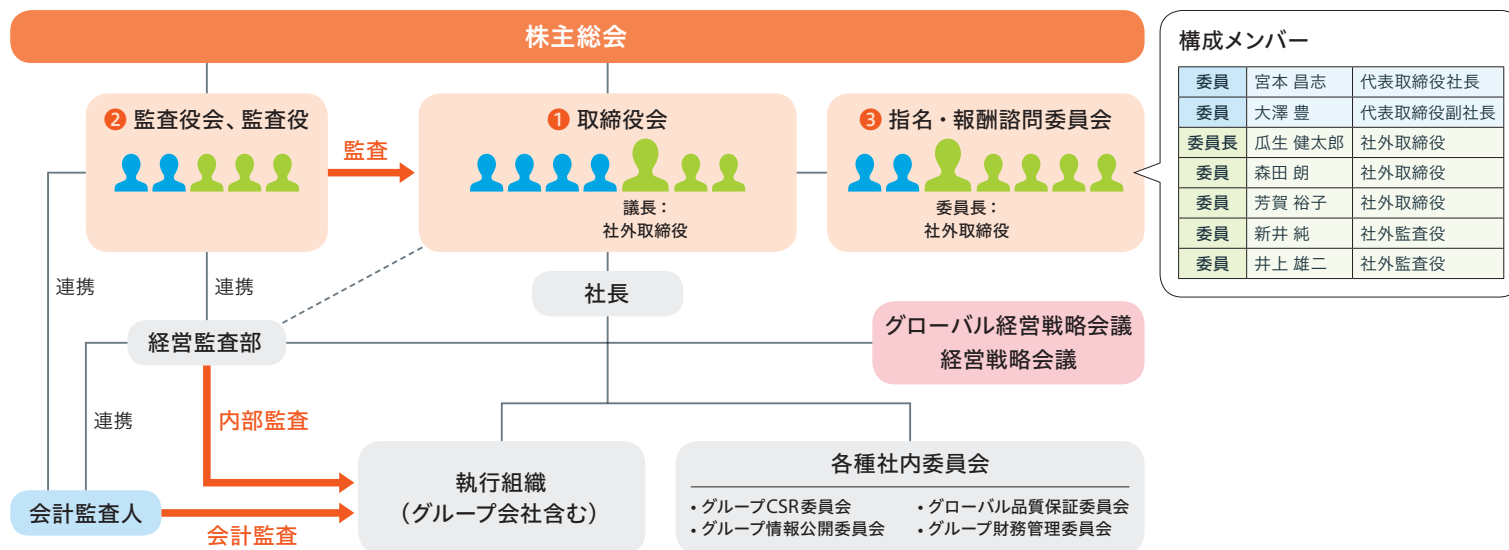 株主総会
❷ 監査役会、監査役
監査
❶ 取締役会
議長：
社外取締役
❸ 指名・報酬諮問委員会
委員長：
社外取締役
構成メンバー
委員 宮本 昌志 代表取締役社長
委員 大澤 豊 代表取締役副社長
委員長 瓜生 健太郎 社外取締役
委員 森田 朗 社外取締役
委員 芳賀 裕子 社外取締役
委員 新井 純 社外監査役
委員 井上 雄二 社外監査役
連携
連携
社長
経営監査部
グローバル経営戦略会議
経営戦略会議
連携
内部監査
執行組織
（グループ会社含む）
各種社内委員会
・グループCSR委員会
・グローバル品質保証委員会
・グループ情報公開委員会
・グループ財務管理委員会
会計監査人
会計監査